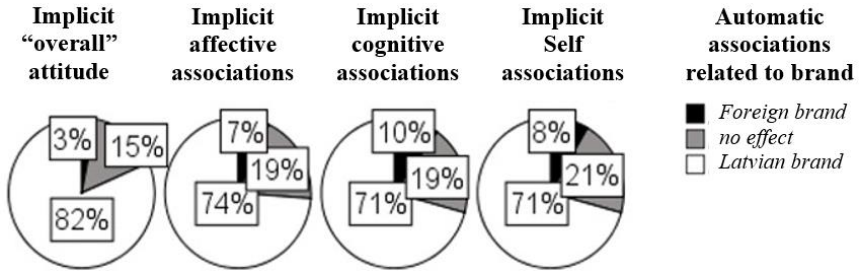 Implicit
“overall”
attitude
Implicit
affective
associations
Implicit
cognitive
associations
Implicit
Self
associations
Automatic
associations
related to brand
3%
15%
82%
7%
19%
74%
10%
19%
71%
8%
21%
71%
Foreign brand
no effect
Latvian brand